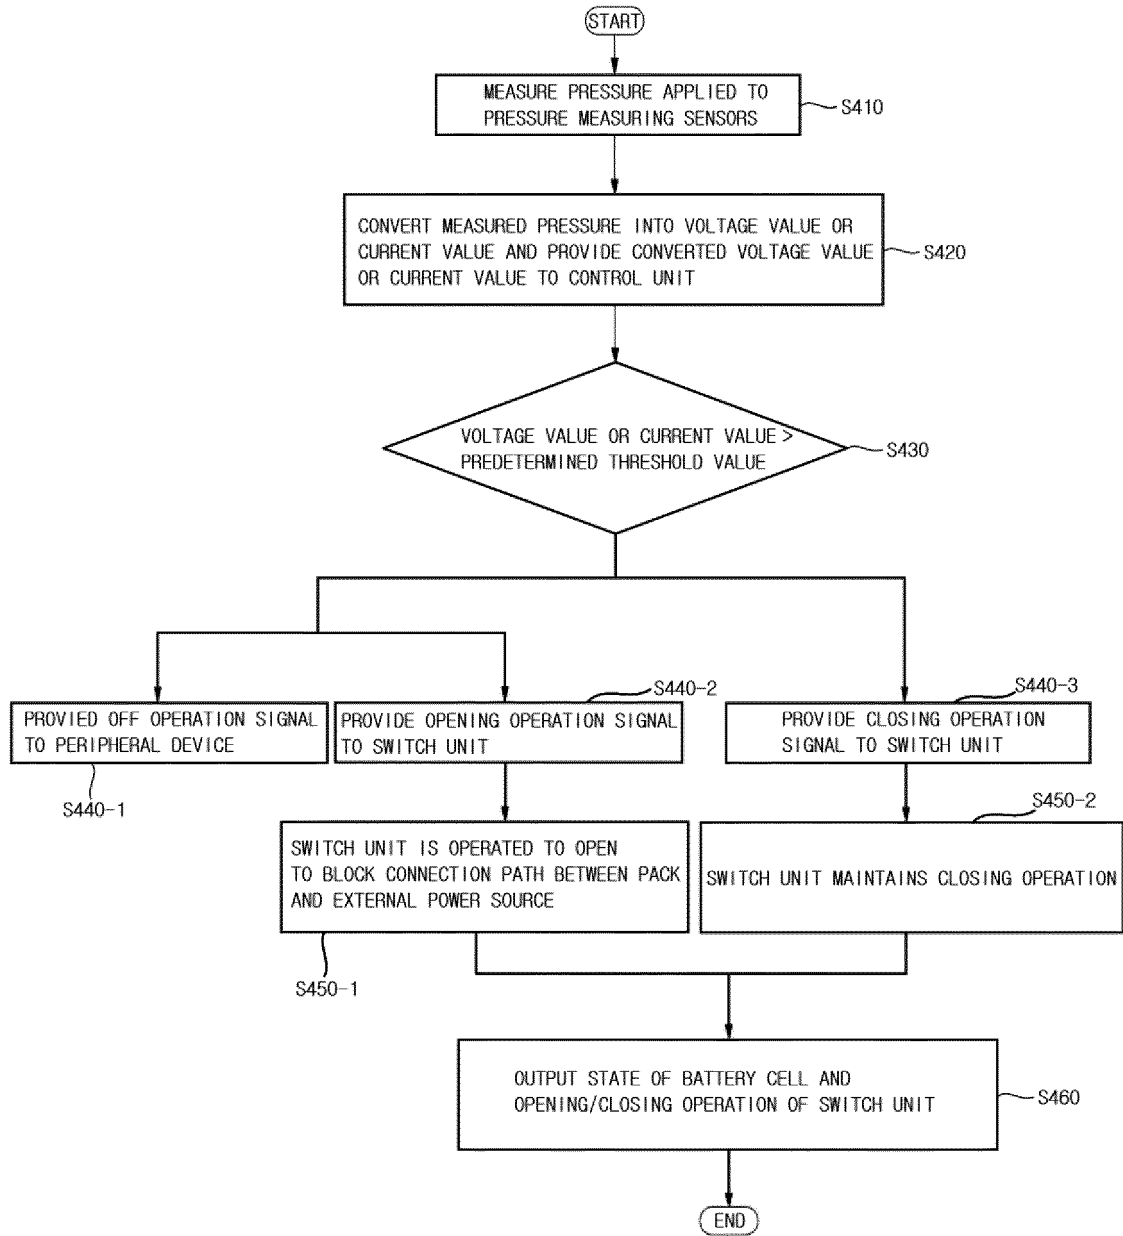 START
MEASURE PRESSURE APPLIED TO
PRESSURE MEASURING SENSORS
S410
CONVERT MEASURED PRESSURE INTO VOLTAGE VALUE OR
CURRENT VALUE AND PROVIDE CONVERTED VOLTAGE VALUE
OR CURRENT VALUE TO CONTROL UNIT
S420
VOLTAGE VALUE OR CURRENT VALUE >
PREDETERMINED THRESHOLD VALUE
S430
PROVIED OFF OPERATION SIGNAL
TO PERIPHERAL DEVICE
S440-1
PROVIDE OPENING OPERATION SIGNAL
TO SWITCH UNIT
S440-2
PROVIDE CLOSING OPERATION
SIGNAL TO SWITCH UNIT
S440-3
SWITCH UNIT IS OPERATED TO OPEN
TO BLOCK CONNECTION PATH BETWEEN PACK
AND EXTERNAL POWER SOURCE
S450-1
SWITCH UNIT MAINTAINS CLOSING OPERATION
S450-2
OUTPUT STATE OF BATTERY CELL AND
OPENING/CLOSING OPERATION OF SWITCH UNIT
S460
END